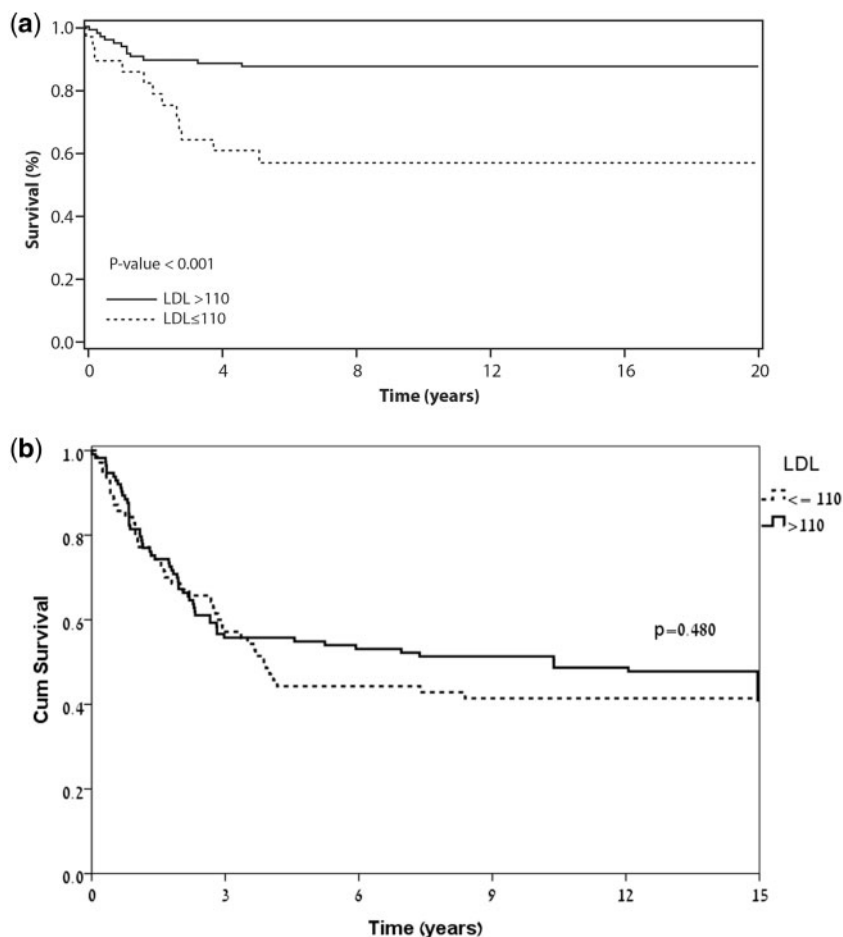 (a)
1.0
0.8
0.6
0.4
0.2
0.0
Survival (%)
P-value < 0.001
LDL >110
LDL≤110
0 4 8 12 16 20
Time (years)
(b)
1.0
0.8
0.6
0.4
0.2
0.0
Cum Survival
p=0.480
LDL
<= 110
>110
0 3 6 9 12 15
Time (years)